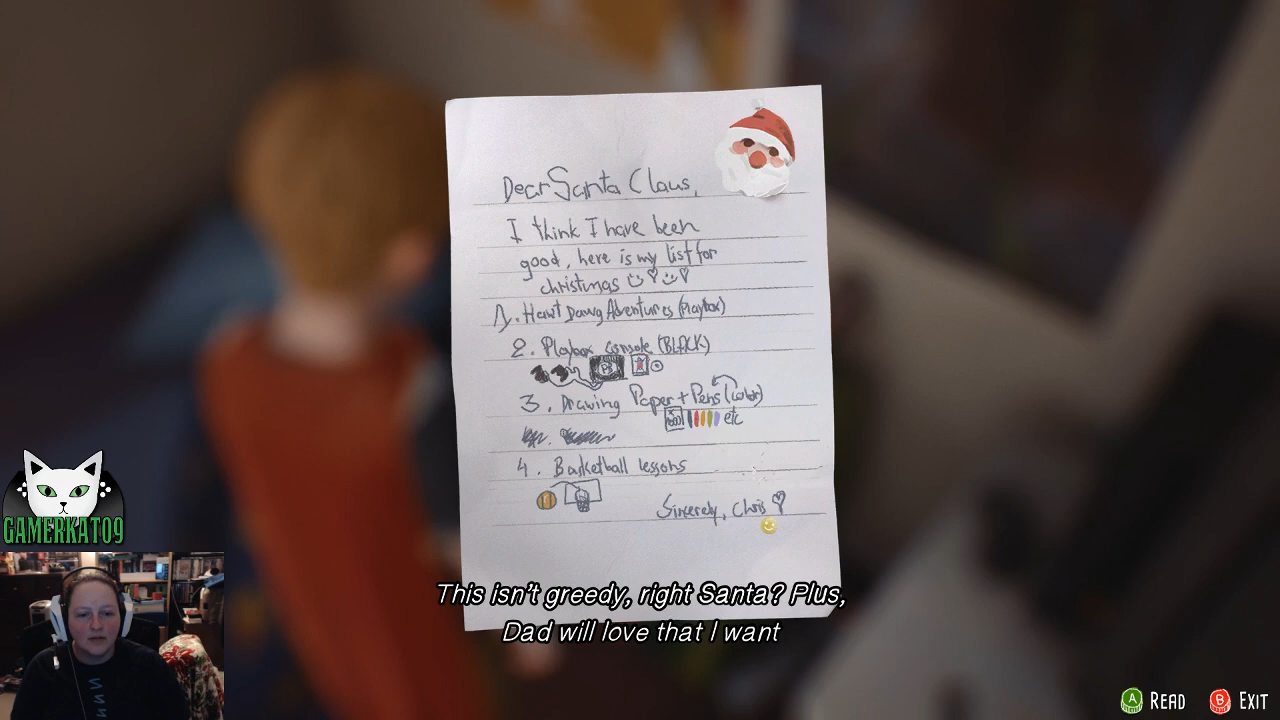 Dear Santa Claus,
I think I have been
good, here is my list for
christmas
1. Hawt Dawg Adventures (Playbox)
2. Playbox Console (BLACK)
3. Drawing Paper + Pens (color)
etc
4. Basketball lessons
Sincerely, Chris
This isn't greedy, right Santa? Plus,
Dad will love that I want
GAMERKAT09
A READ B EXIT